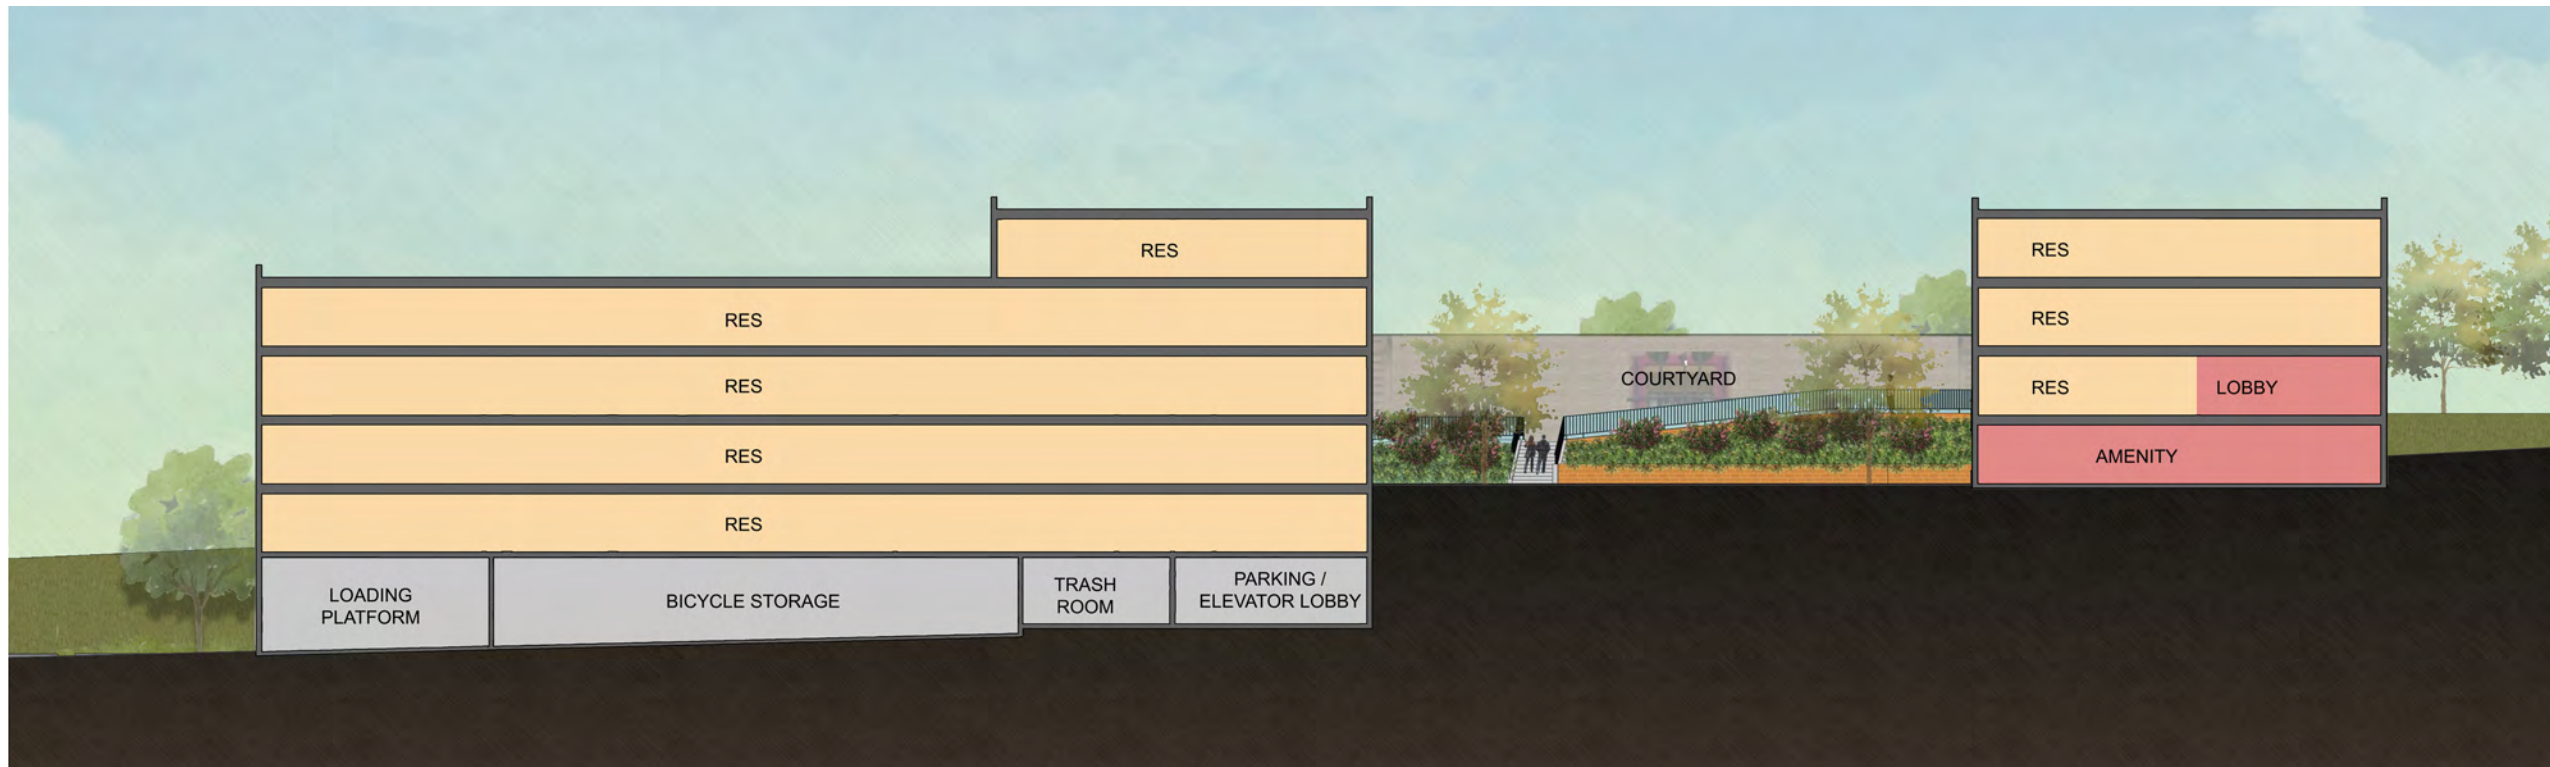 RES
RES
RES
RES
RES
LOADING
PLATFORM
BICYCLE STORAGE
TRASH
ROOM
PARKING /
ELEVATOR LOBBY
COURTYARD
RES
RES
RES
LOBBY
AMENITY